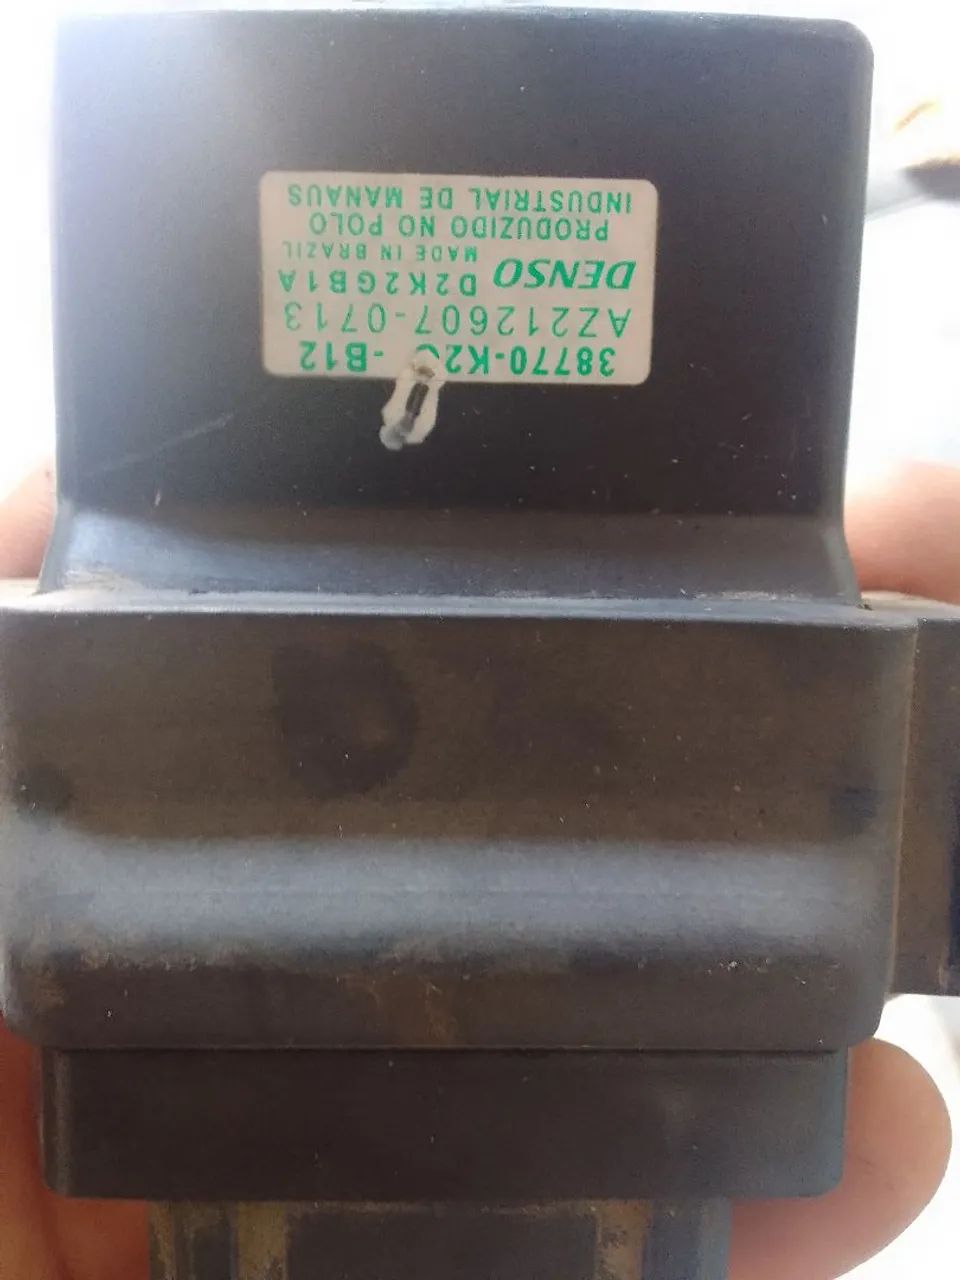 38770-K2 -B12
AZ212607-0713
DENSO D2K2GB1A
MADE IN BRAZIL
PRODUZIDO NO POLO
INDUSTRIAL DE MANAUS